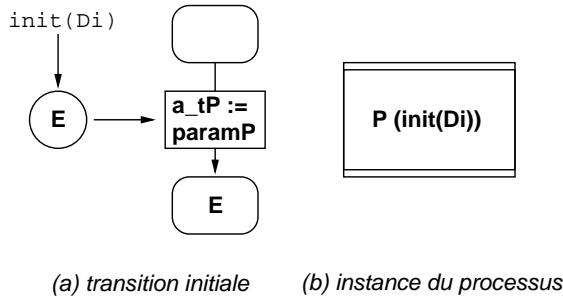 init(Di)
E
a_tP :=
paramP
E
P (init(Di))
(a) transition initiale
(b) instance du processus